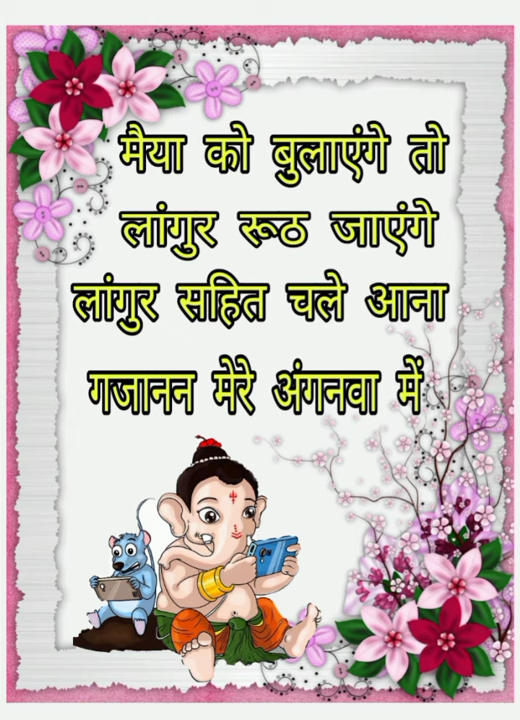 मैया को बुलाएंगे तो
लांगुर रूठ जाएंगे
लांगुर सहित चले आना
गजानन मेरे अंगनवा में